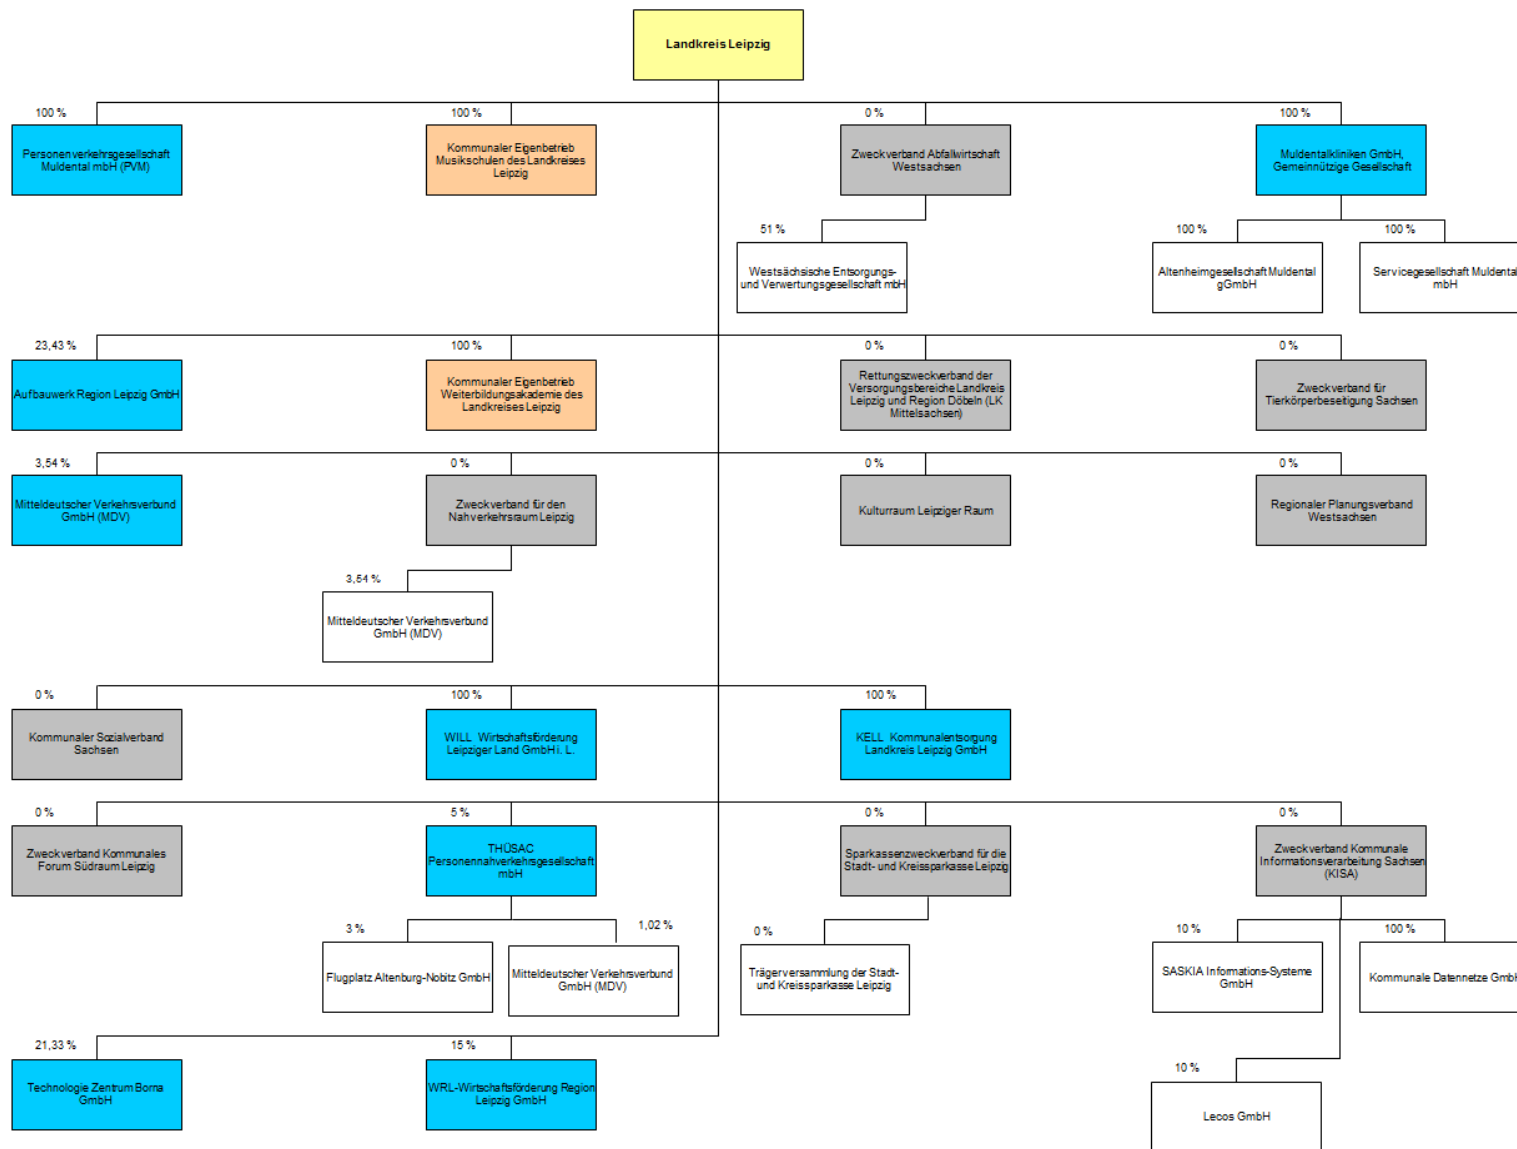 Landkreis Leipzig
100 %
100 %
0 %
100 %
Personenverkehrsgesellschaft
Muldental mbH (PVM)
Kommunaler Eigenbetrieb
Musikschulen des Landkreises
Leipzig
Zweckverband Abfallwirtschaft
Westsachsen
Muldentalkliniken GmbH,
Gemeinnützige Gesellschaft
51 %
100 %
100 %
Westsächsische Entsorgungs-
und Verwertungsgesellschaft mbH
Altenheimgesellschaft Muldental
gGmbH
Servicegesellschaft Muldental
mbH
23,43 %
100 %
0 %
0 %
Aufbauwerk Region Leipzig GmbH
Kommunaler Eigenbetrieb
Weiterbildungsakademie des
Landkreises Leipzig
Rettungszweckverband der
Versorgungsbereiche Landkreis
Leipzig und Region Döbeln (LK
Mittelsachsen)
Zweckverband für
Tierkörperbeseitigung Sachsen
3,54 %
0 %
0 %
0 %
Mitteldeutscher Verkehrsverbund
GmbH (MDV)
Zweckverband für den
Nahverkehrsraum Leipzig
Kulturraum Leipziger Raum
Regionaler Planungsverband
Westsachsen
3,54 %
Mitteldeutscher Verkehrsverbund
GmbH (MDV)
0 %
100 %
100 %
Kommunaler Sozialverband
Sachsen
WILL Wirtschaftsförderung
Leipziger Land GmbH i. L.
KELL Kommunalentsorgung
Landkreis Leipzig GmbH
0 %
5 %
0 %
0 %
Zweckverband Kommunales
Forum Südraum Leipzig
THÜSAC
Personennahverkehrsgesellschaft
mbH
Sparkassenzweckverband für die
Stadt- und Kreissparkasse Leipzig
Zweckverband Kommunale
Informationsverarbeitung Sachsen
(KISA)
3 %
1,02 %
0 %
10 %
100 %
Flugplatz Altenburg-Nobitz GmbH
Mitteldeutscher Verkehrsverbund
GmbH (MDV)
Trägerversammlung der Stadt-
und Kreissparkasse Leipzig
SASKIA Informations-Systeme
GmbH
Kommunale Datennetze GmbH
21,33 %
15 %
10 %
Technologie Zentrum Borna
GmbH
WRL-Wirtschaftsförderung Region
Leipzig GmbH
Lecos GmbH